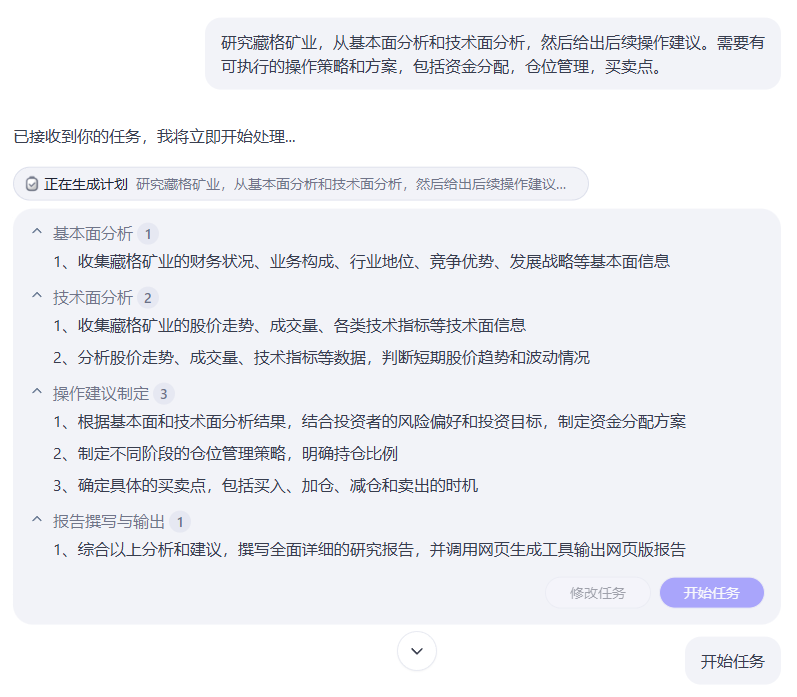 研究藏格矿业，从基本面分析和技术面分析，然后给出后续操作建议。需要有
可执行的操作策略和方案，包括资金分配，仓位管理，买卖点。
已接收到你的任务，我将立即开始处理...
正在生成计划 研究藏格矿业，从基本面分析和技术面分析，然后给出后续操作建议...
基本面分析 1
1、收集藏格矿业的财务状况、业务构成、行业地位、竞争优势、发展战略等基本面信息
技术面分析 2
1、收集藏格矿业的股价走势、成交量、各类技术指标等技术面信息
2、分析股价走势、成交量、技术指标等数据，判断短期股价趋势和波动情况
操作建议制定 3
1、根据基本面和技术面分析结果，结合投资者的风险偏好和投资目标，制定资金分配方案
2、制定不同阶段的仓位管理策略，明确持仓比例
3、确定具体的买卖点，包括买入、加仓、减仓和卖出的时机
报告撰写与输出 1
1、综合以上分析和建议，撰写全面详细的研究报告，并调用网页生成工具输出网页版报告
修改任务 开始任务
开始任务